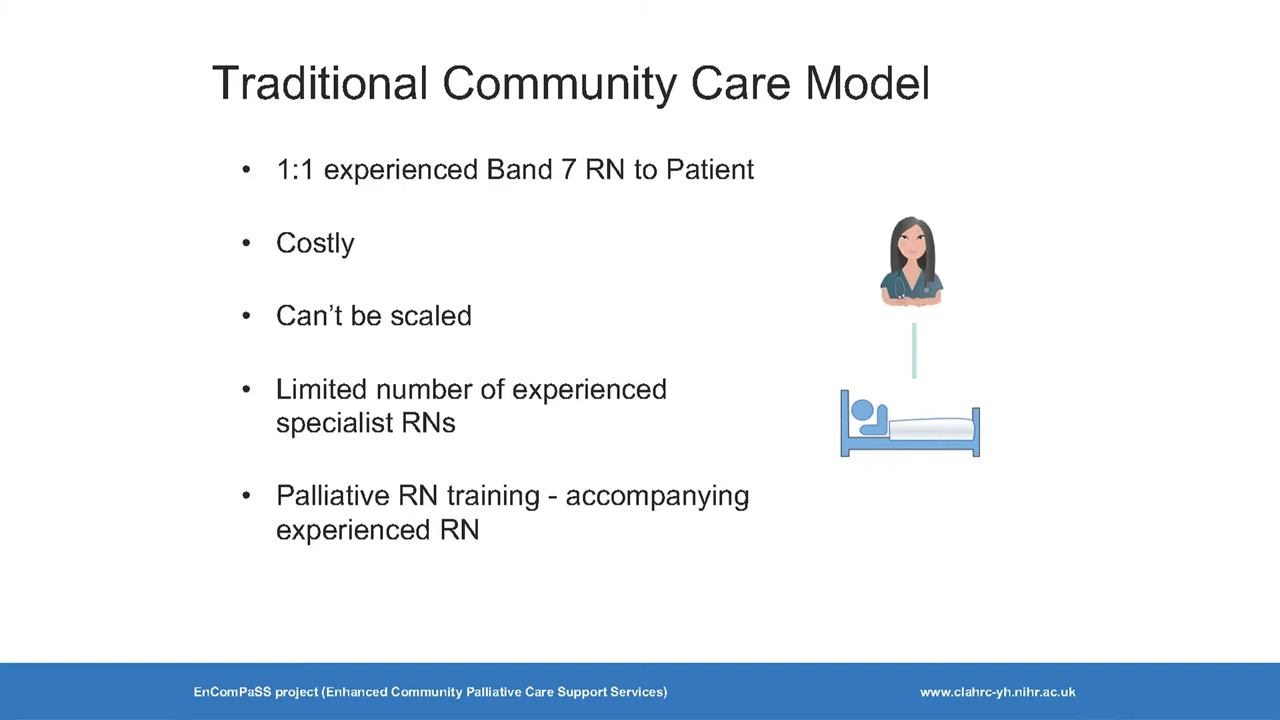 Traditional Community Care Model
• 1:1 experienced Band 7 RN to Patient
• Costly
• Can’t be scaled
• Limited number of experienced
specialist RNs
• Palliative RN training - accompanying
experienced RN
EnComPaSS project (Enhanced Community Palliative Care Support Services)
www.clahrc-yh.nihr.ac.uk